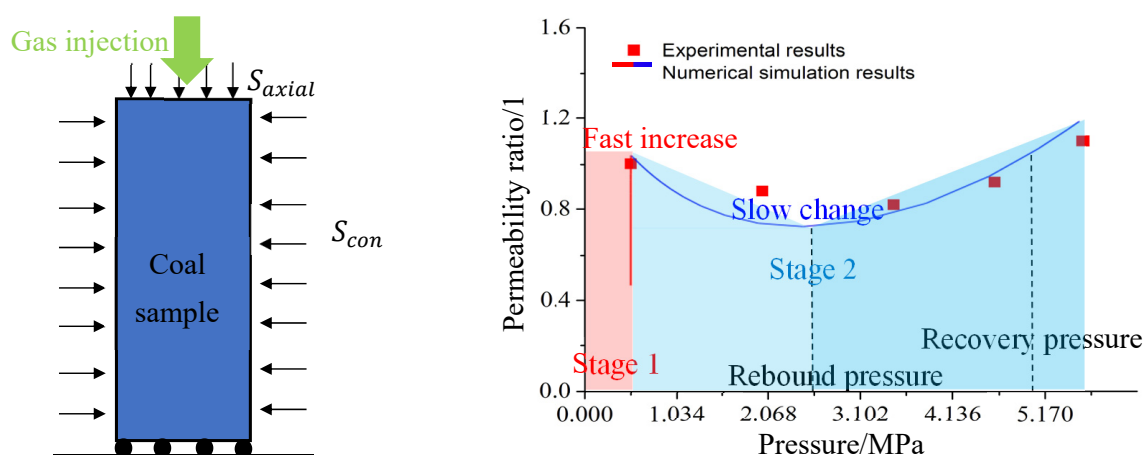 Gas injection
S_axial
S_con
Coal
sample
Permeability ratio/1
1.6
1.2
0.8
0.4
0.0
Experimental results
Numerical simulation results
Fast increase
Slow change
Stage 2
Stage 1
Recovery pressure
Rebound pressure
0.000
1.034
2.068
3.102
4.136
5.170
Pressure/MPa